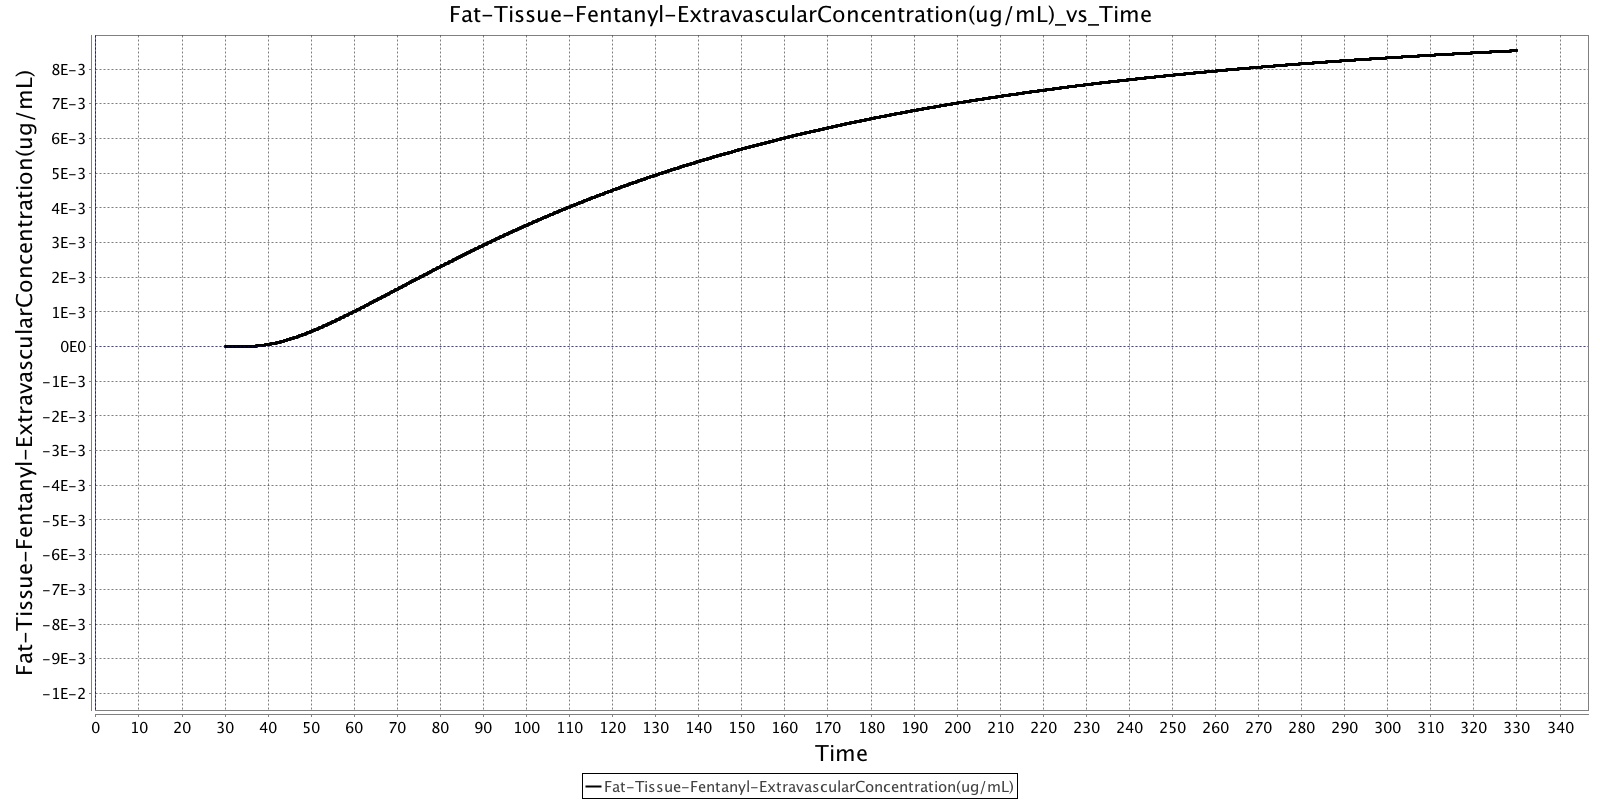 Fat-Tissue-Fentanyl-ExtravascularConcentration(ug/mL)_vs_Time
Fat-Tissue-Fentanyl-ExtravascularConcentration(ug/mL)
8E-3
7E-3
6E-3
5E-3
4E-3
3E-3
2E-3
1E-3
0E0
-1E-3
-2E-3
-3E-3
-4E-3
-5E-3
-6E-3
-7E-3
-8E-3
-9E-3
-1E-2
0 10 20 30 40 50 60 70 80 90 100 110 120 130 140 150 160 170 180 190 200 210 220 230 240 250 260 270 280 290 300 310 320 330 340
Time
Fat-Tissue-Fentanyl-ExtravascularConcentration(ug/mL)